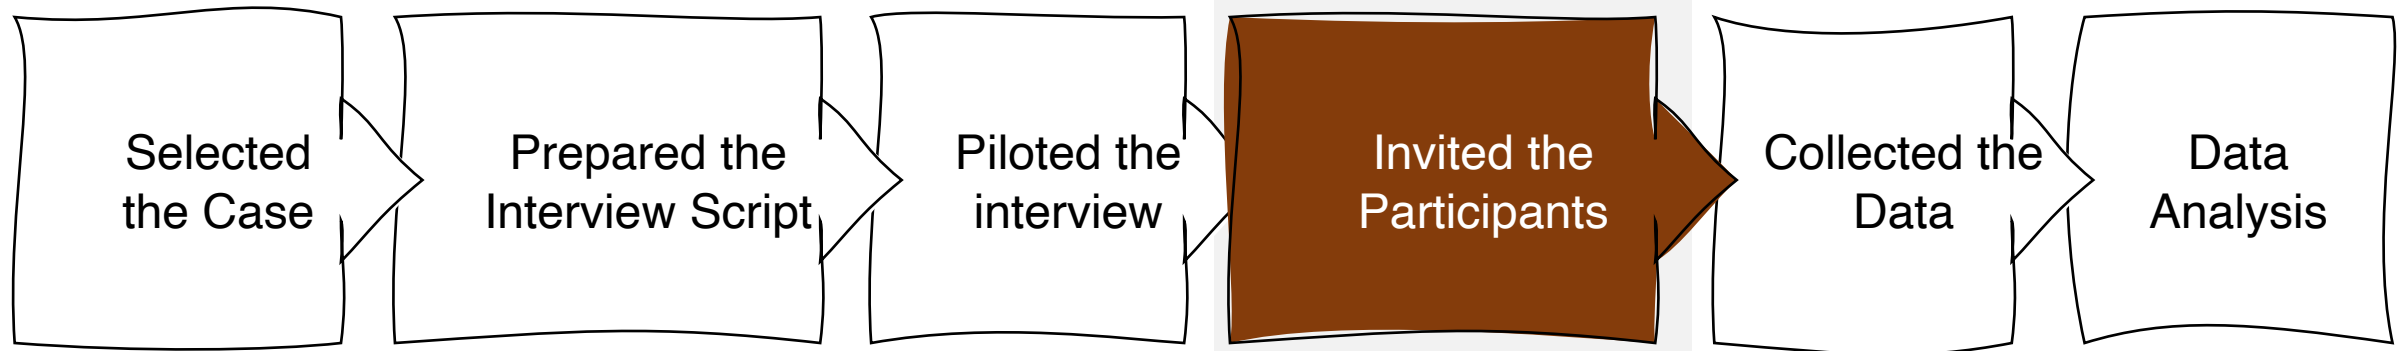 Selected
the Case
Prepared the
Interview Script
Piloted the
interview
Invited the
Participants
Collected the
Data
Data
Analysis